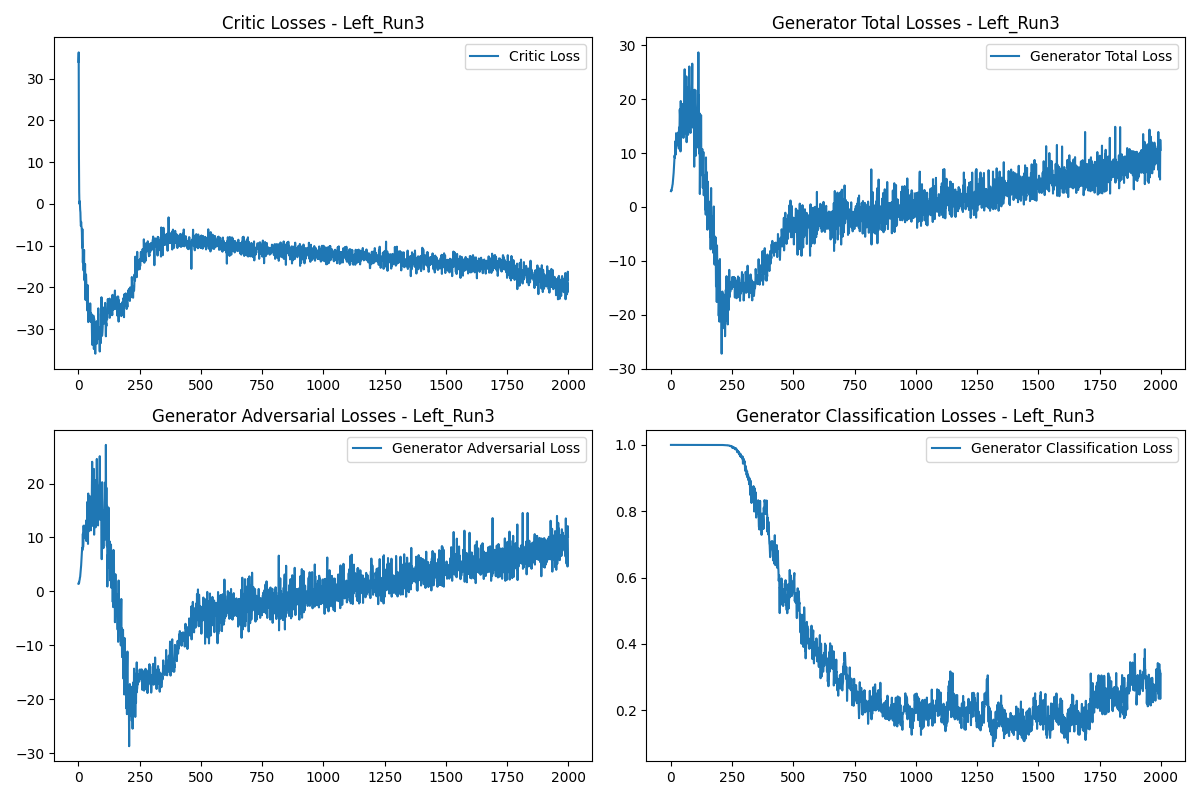 Critic Losses - Left_Run3
Critic Loss
30
20
10
0
−10
−20
−30
0 250 500 750 1000 1250 1500 1750 2000
Generator Total Losses - Left_Run3
Generator Total Loss
30
20
10
0
−10
−20
−30
0 250 500 750 1000 1250 1500 1750 2000
Generator Adversarial Losses - Left_Run3
Generator Adversarial Loss
20
10
0
−10
−20
−30
0 250 500 750 1000 1250 1500 1750 2000
Generator Classification Losses - Left_Run3
Generator Classification Loss
1.0
0.8
0.6
0.4
0.2
0 250 500 750 1000 1250 1500 1750 2000